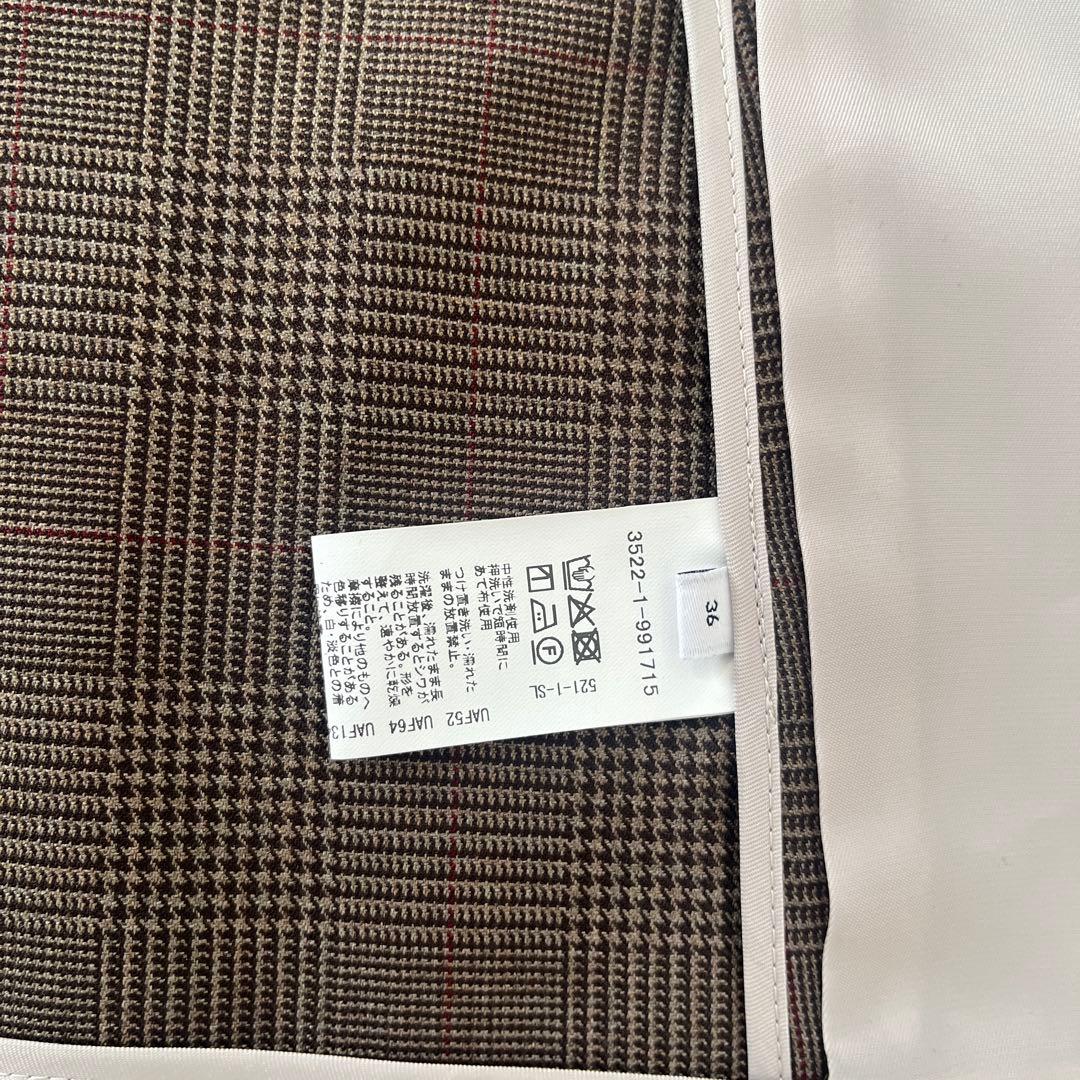 36
3522-1-991715
521-1-SL
中性洗剤使用
押洗いで短時間に
あて布使用
つけ置き洗い・濡れた
ままの放置禁止。
UAF52
洗濯後、濡れたまま長
時間放置するとシワが
残ることがある。形を
整えて、速やかに乾燥
すること。
UAF64
摩擦により他のものへ
色移りすることがある
ため、白・淡色との着
UAF13